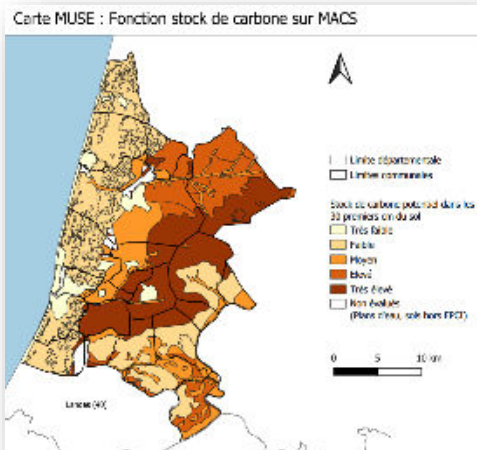 Carte MUSE : Fonction stock de carbone sur MACS
Limite départementale
Limites communales
Stock de carbone potentiel dans les
30 premiers cm du sol
Très faible
Faible
Moyen
Elevé
Très élevé
Non évalués
(Plans d'eau, sols hors EPCI)
0 5 10 km
Landes (40)